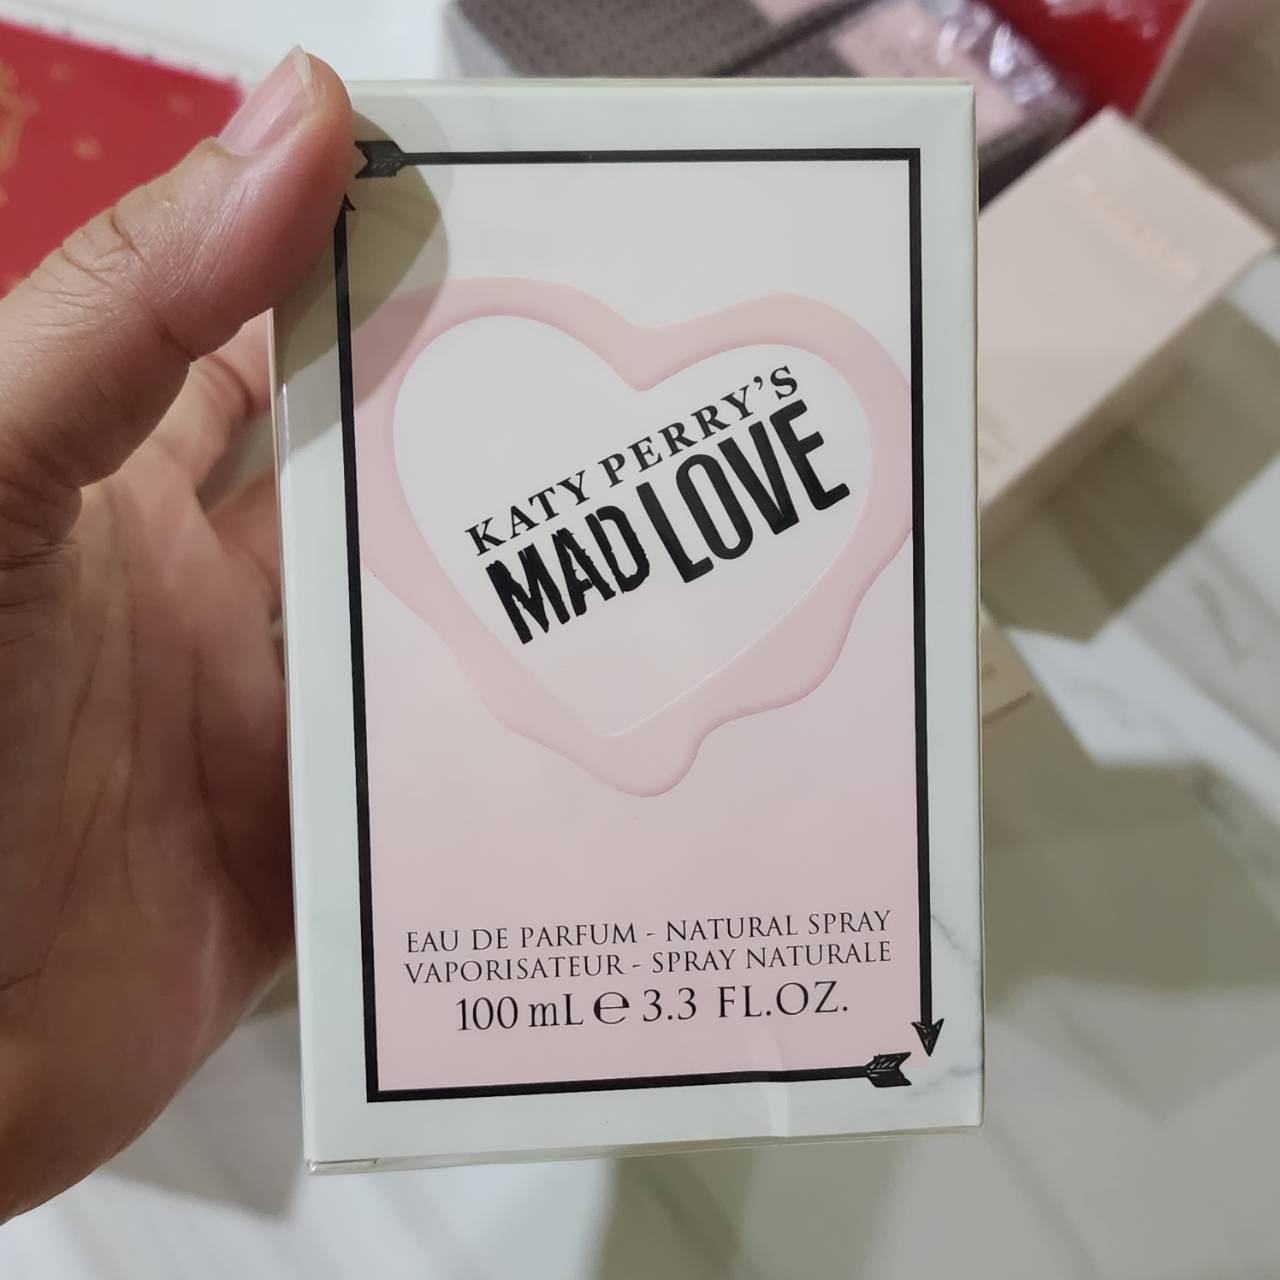 KATY PERRY'S
MAD LOVE
EAU DE PARFUM - NATURAL SPRAY
VAPORISATEUR - SPRAY NATURALE
100 mL ℮ 3.3 FL.OZ.